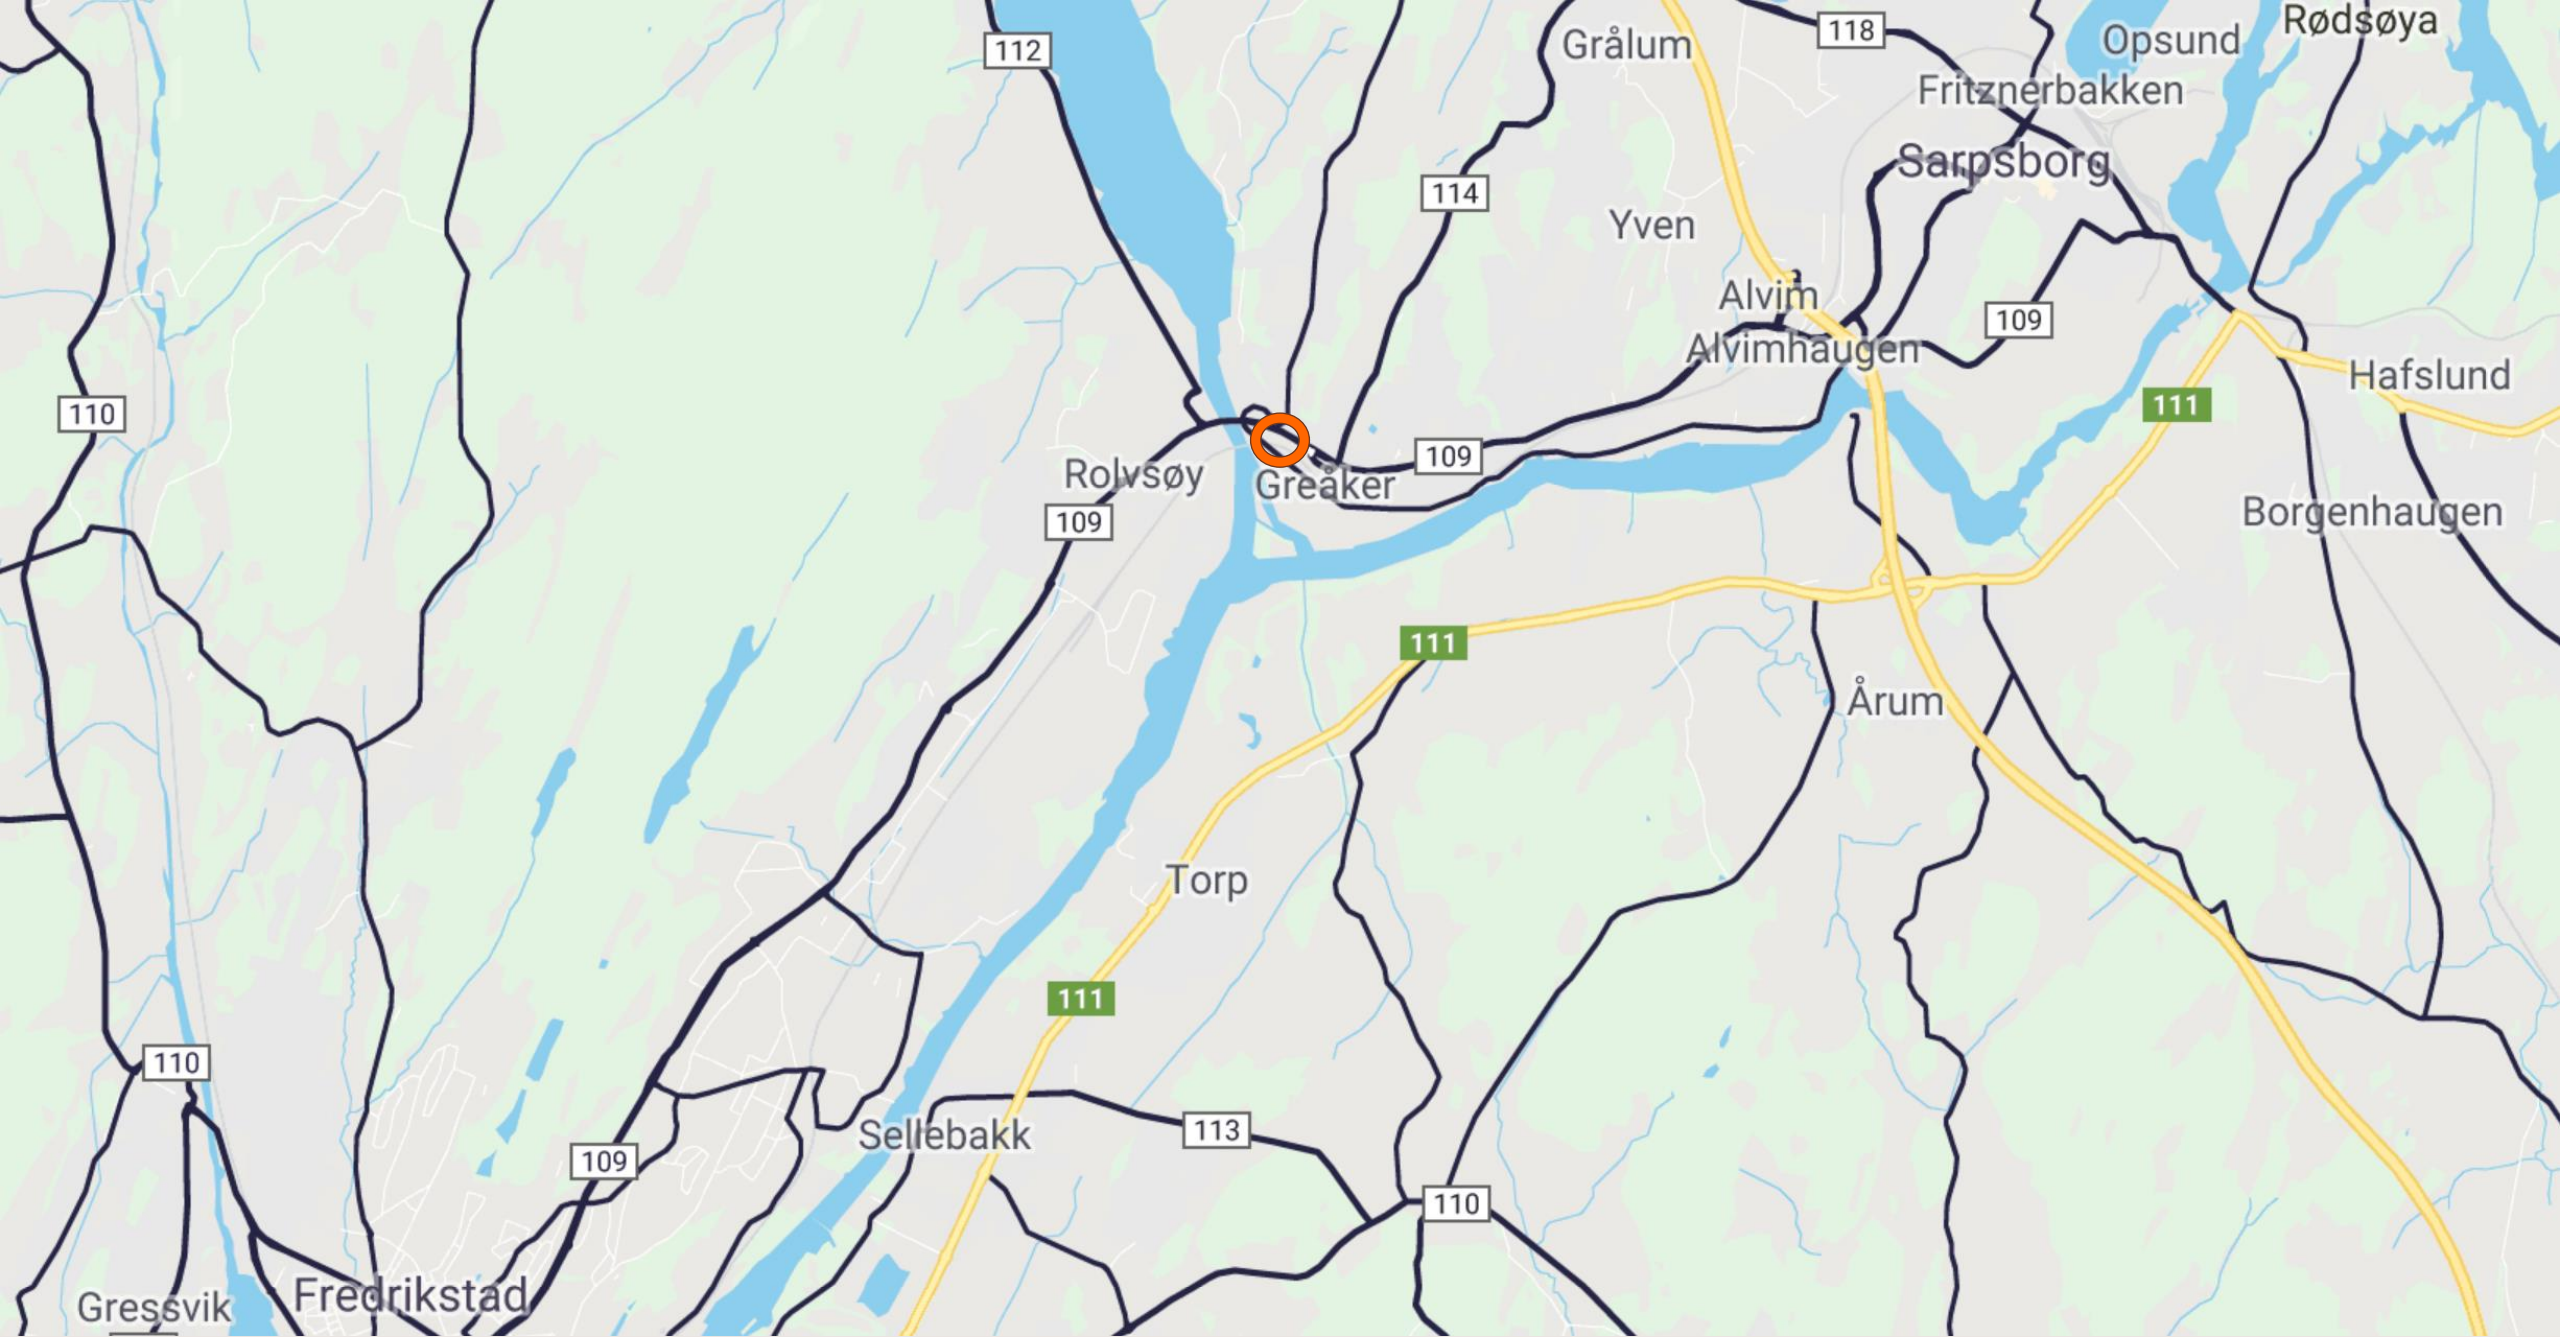 Rødsøya
118
Opsund
Grålum
112
Fritznerbakken
Sarpsborg
114
Yven
Alvim
109
Alvimhaugen
Hafslund
111
110
109
Rolvsøy
Greåker
109
Borgenhaugen
111
Årum
Torp
111
110
113
Sellebakk
109
110
Fredrikstad
Gressvik